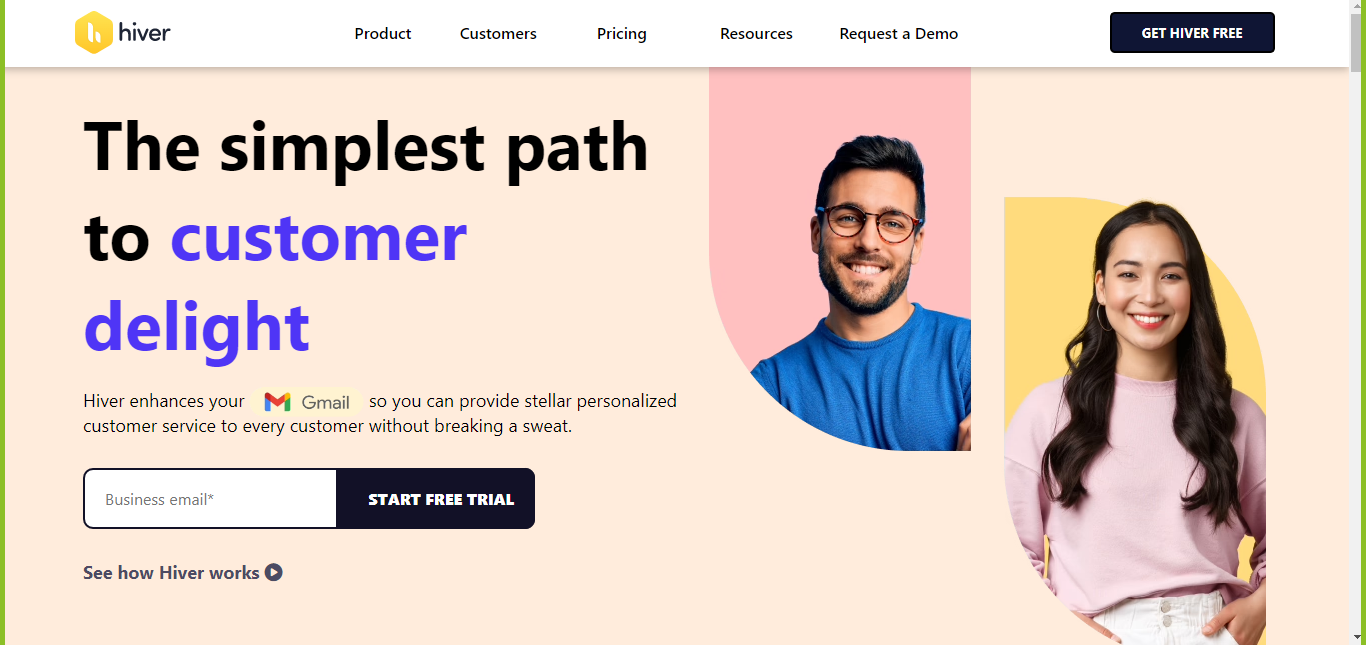 hiver
Product Customers Pricing Resources Request a Demo
GET HIVER FREE
The simplest path
to customer
delight
Hiver enhances your Gmail so you can provide stellar personalized
customer service to every customer without breaking a sweat.
Business email*
START FREE TRIAL
See how Hiver works